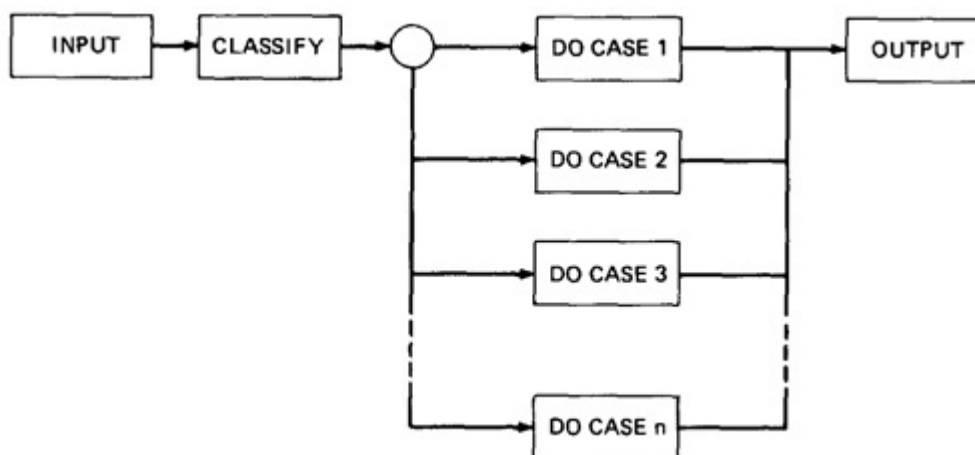 INPUT
CLASSIFY
DO CASE 1
OUTPUT
DO CASE 2
DO CASE 3
DO CASE n